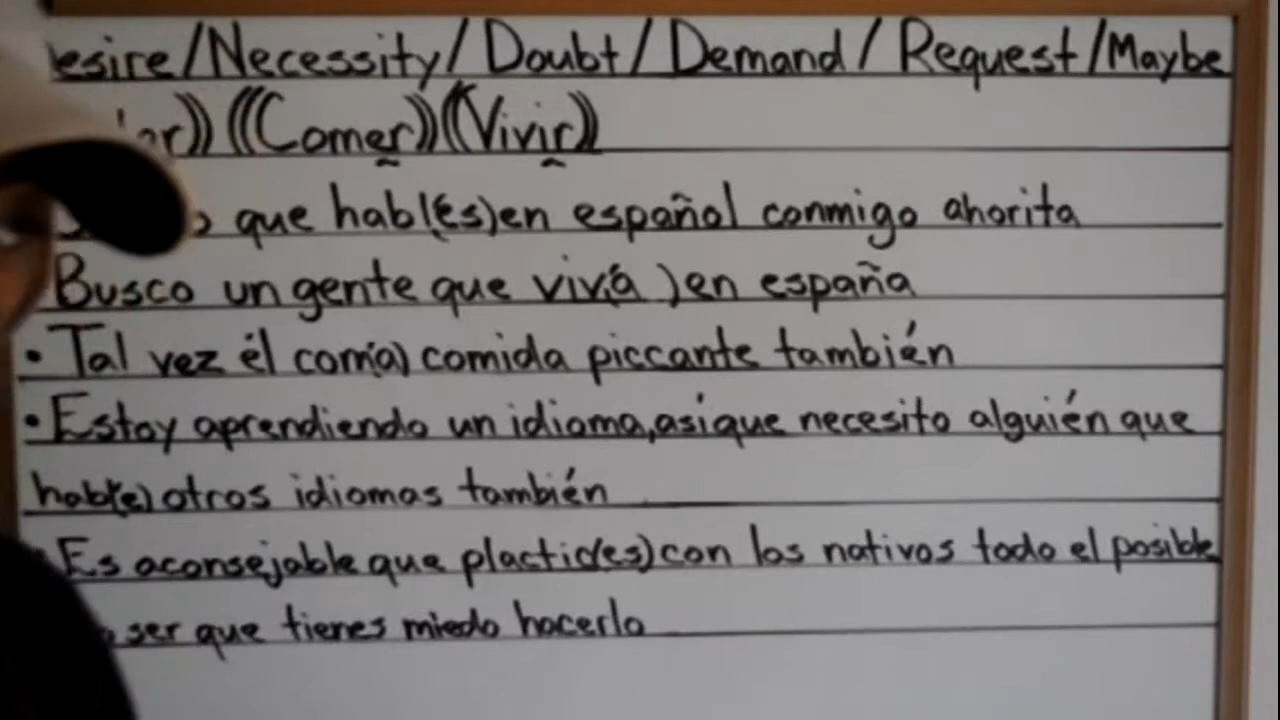 esire/Necessity/Doubt/Demand/Request/Maybe
((Comer))((Vivir))
que habl(es)en español conmigo ahorita
Busco un gente que viv(a )en españa
• Tal vez él com(a) comida piccante también
• Estoy aprendiendo un idioma, asi que necesito alguién que
habl(e) otros idiomas también
Es aconsejable que plactic(es)con los nativos todo el posible
ser que tienes miedo hacerlo